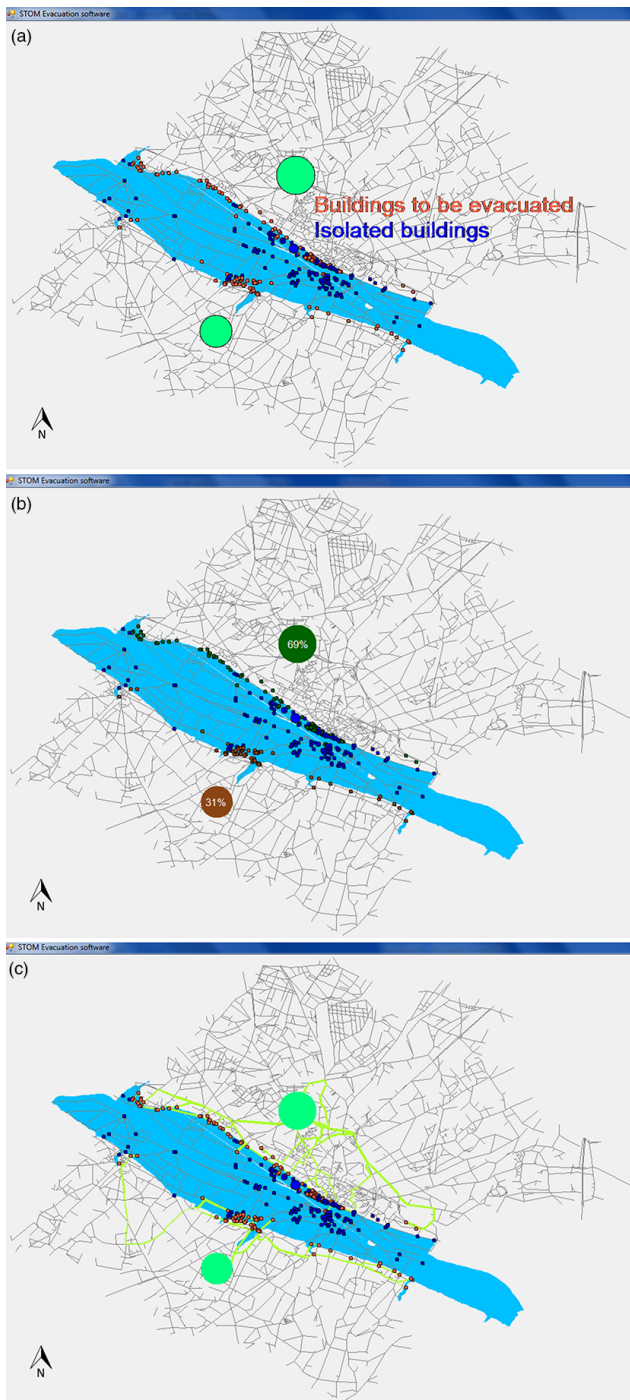 STOM Evacuation software
(a)
Buildings to be evacuated
Isolated buildings
N
STOM Evacuation software
(b)
69%
31%
N
STOM Evacuation software
(c)
N